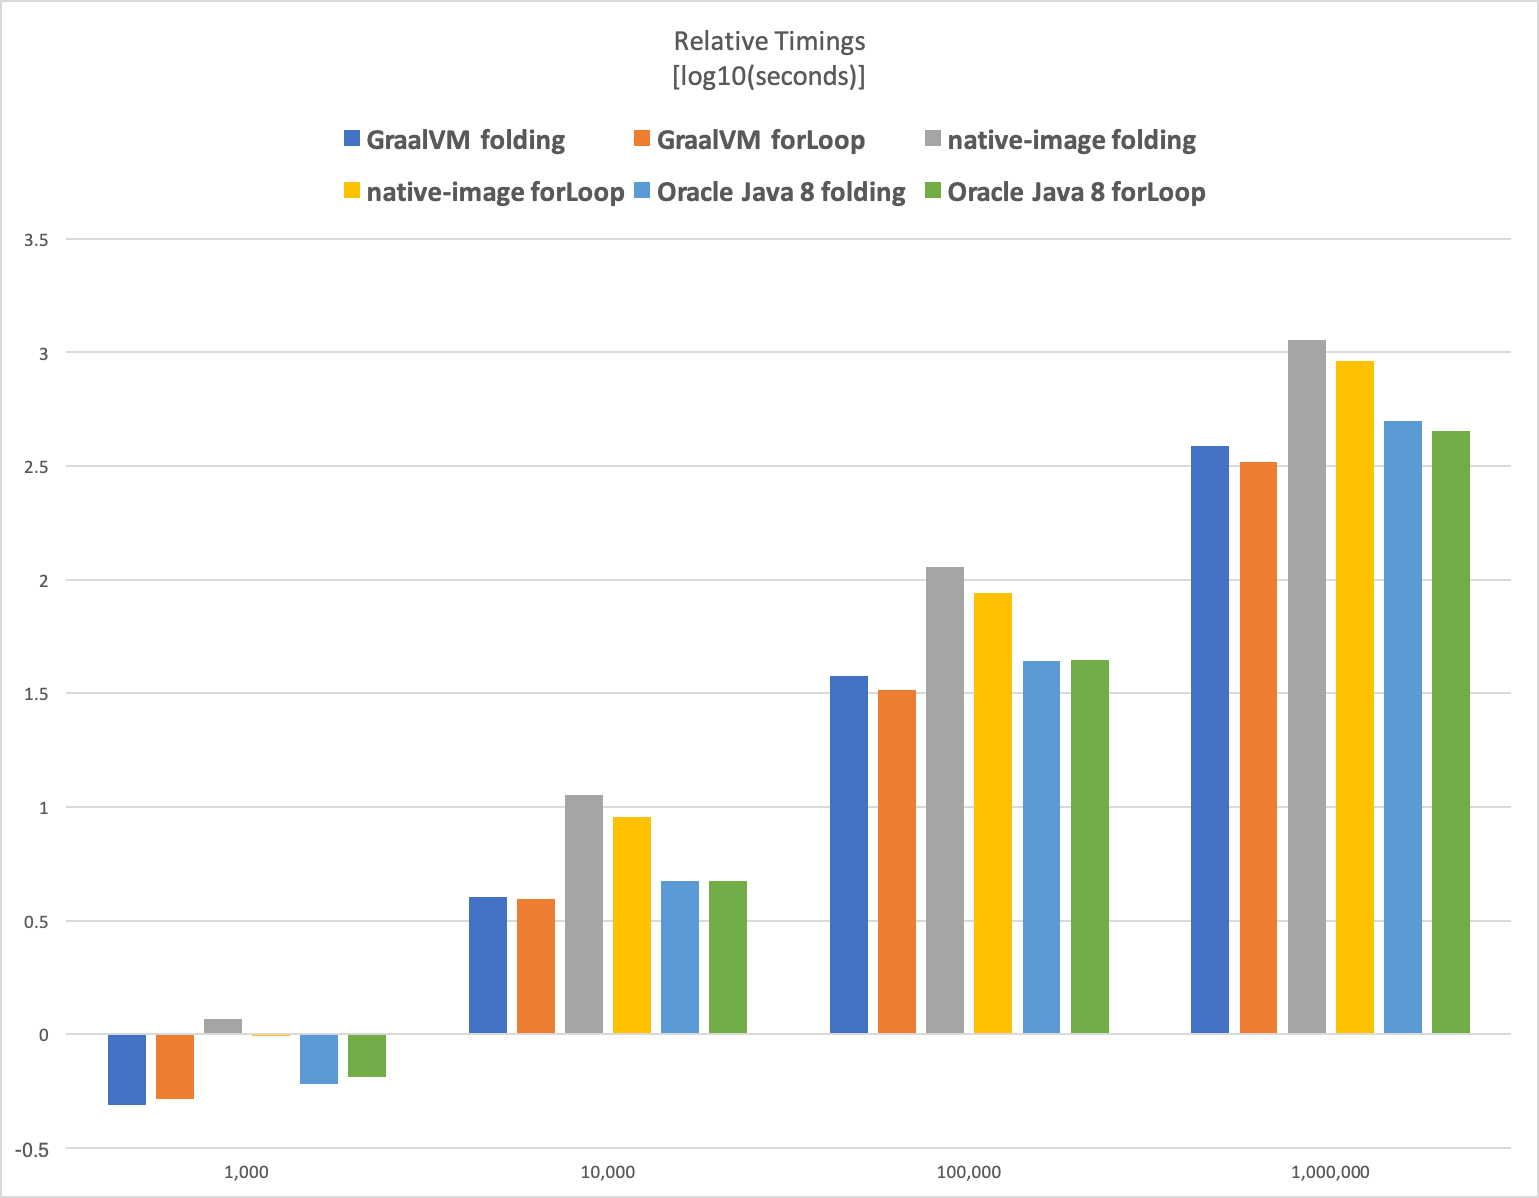 Relative Timings
[log10(seconds)]
GraalVM folding GraalVM forLoop native-image folding
native-image forLoop Oracle Java 8 folding Oracle Java 8 forLoop
3.5
3
2.5
2
1.5
1
0.5
0
-0.5
1,000 10,000 100,000 1,000,000